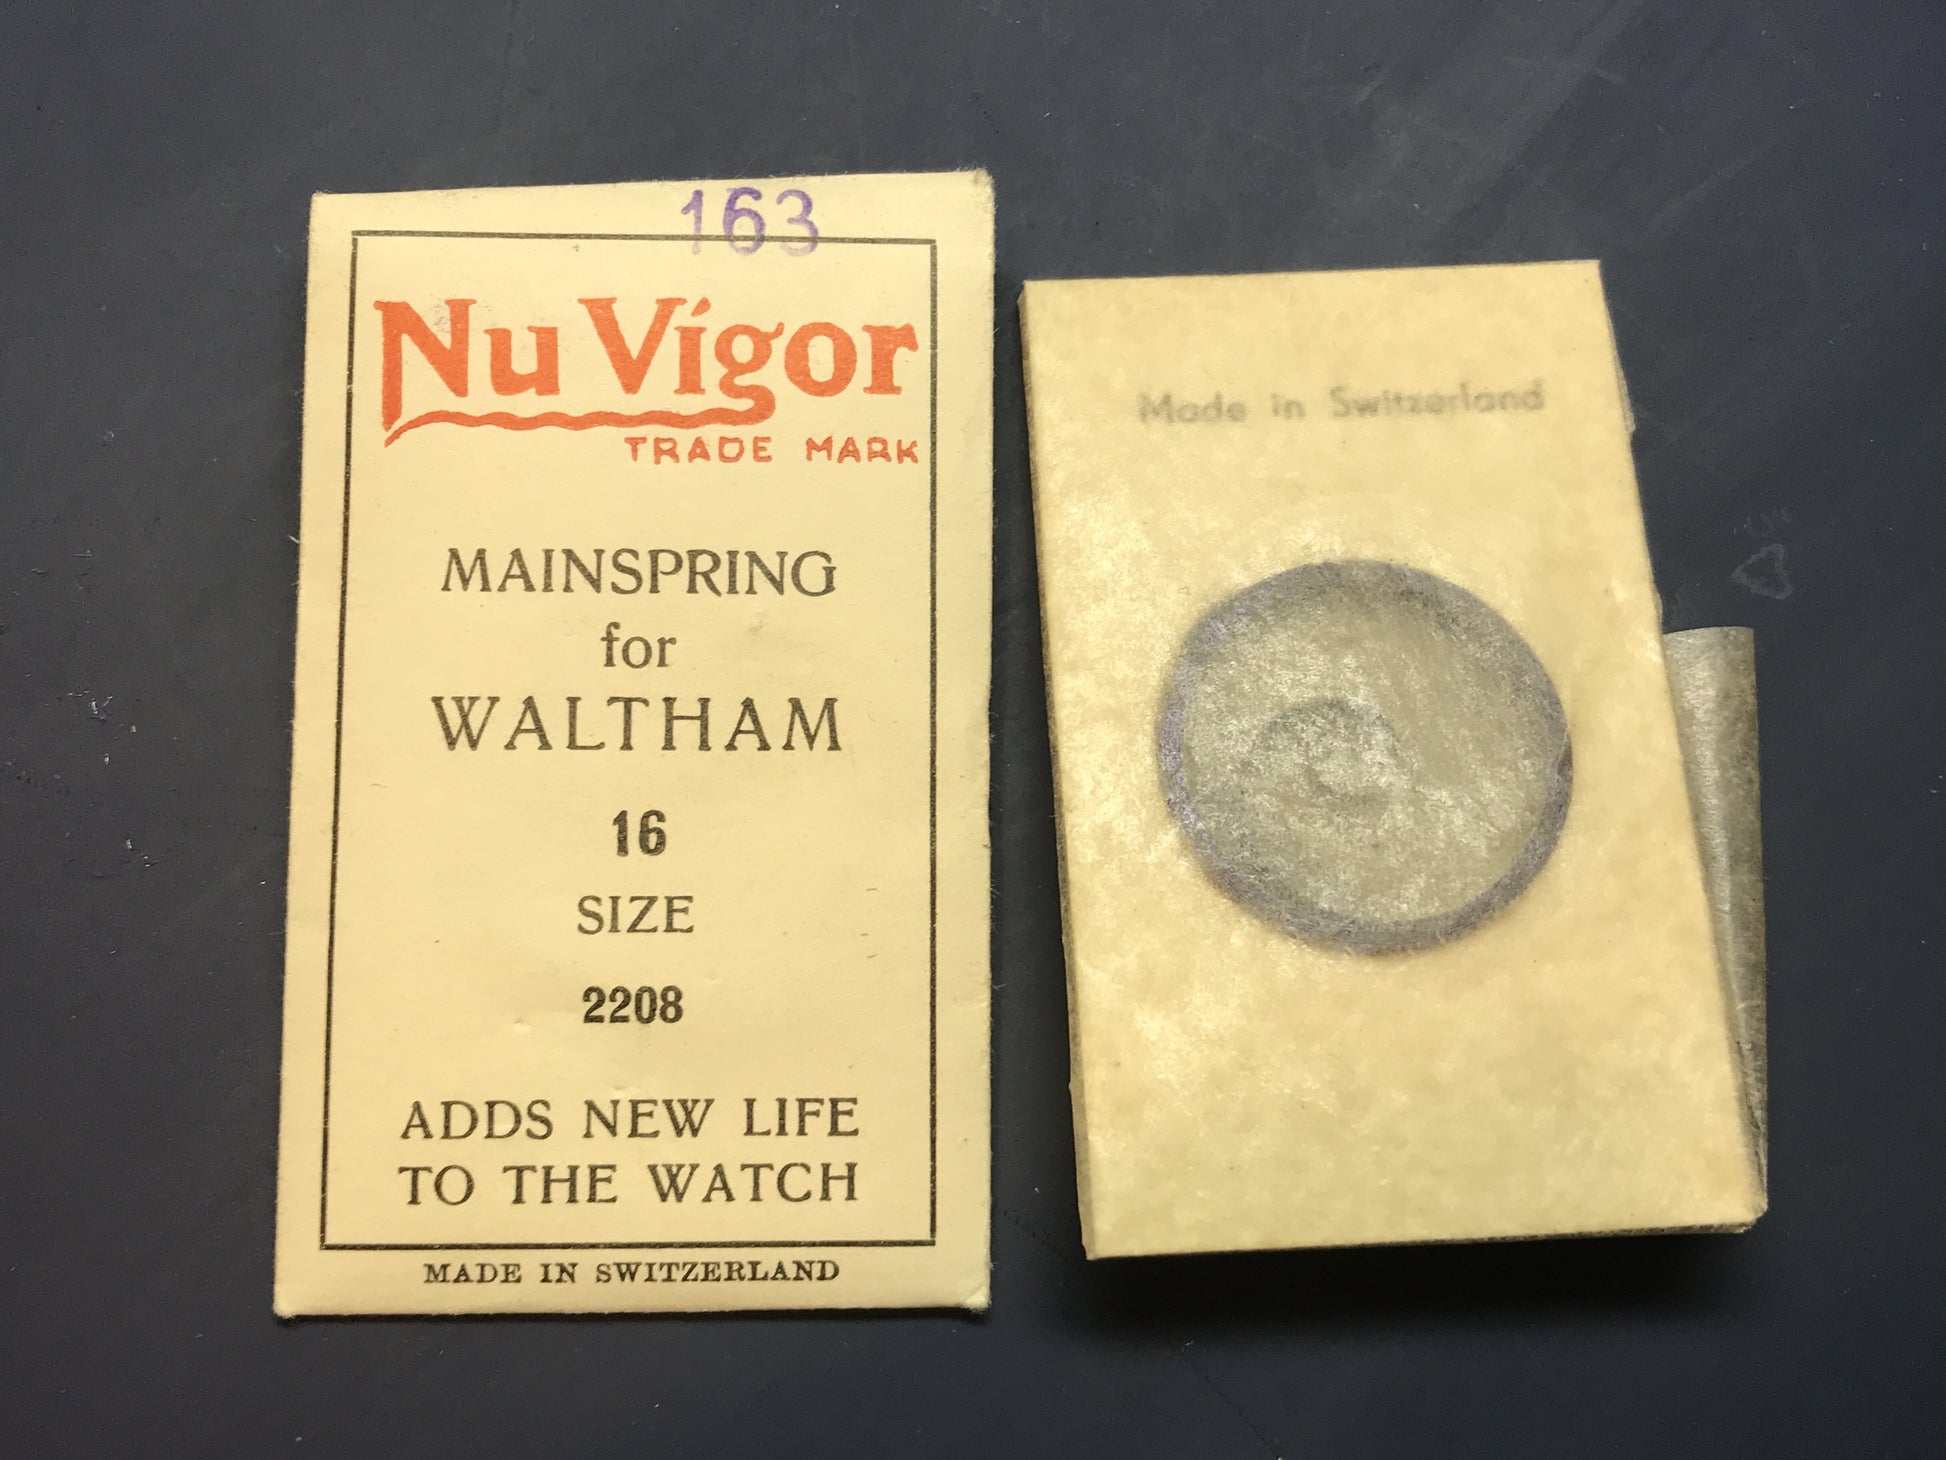 163
Nu Vigor
TRADE MARK
MAINSPRING
for
WALTHAM
16
SIZE
2208
ADDS NEW LIFE
TO THE WATCH
MADE IN SWITZERLAND
Made in Switzerland